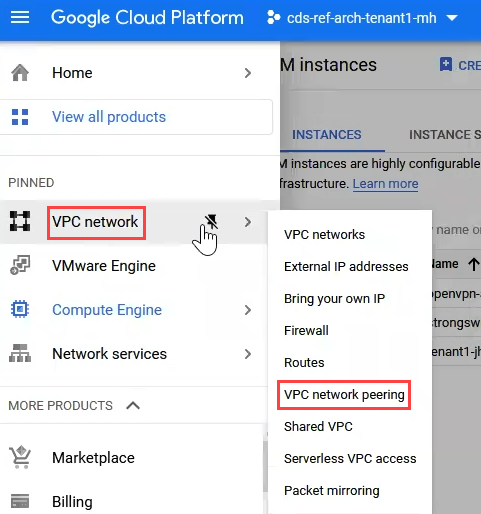 Google Cloud Platform
cds-ref-arch-tenant1-mh
Home
View all products
PINNED
VPC network
VMware Engine
Compute Engine
Network services
MORE PRODUCTS
Marketplace
Billing
VPC networks
External IP addresses
Bring your own IP
Firewall
Routes
VPC network peering
Shared VPC
Serverless VPC access
Packet mirroring
M instances
CRE
INSTANCES
INSTANCE S
M instances are highly configurable
frastructure. Learn more
y name o
Name
openvpn-a
strongsw
tenant1-jh